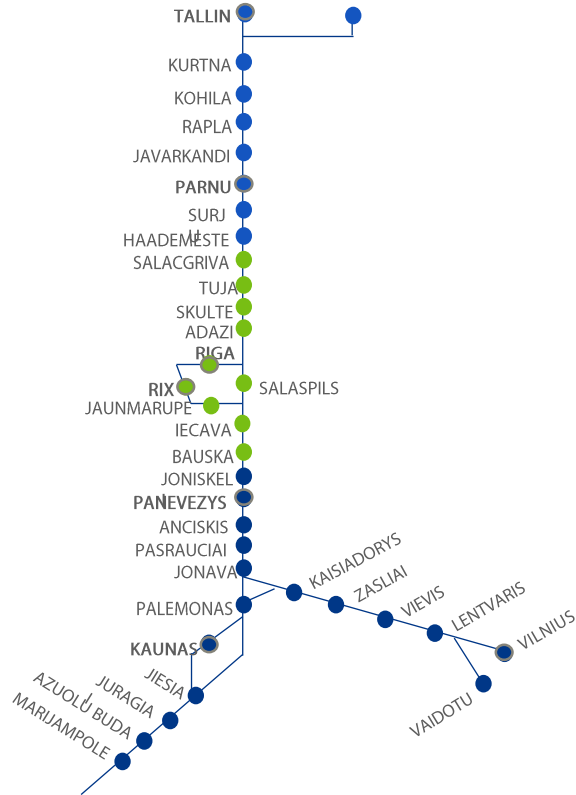 TALLIN
KURTNA
KOHILA
RAPLA
JAVARKANDI
PARNU
SURJ
U
HAADEMESTE
SALACGRIVA
TUJA
SKULTE
ADAZI
RIGA
RIX
SALASPILS
JAUNMARUPE
IECAVA
BAUSKA
JONISKEL
I
PANEVEZYS
ANCISKIS
PASRAUCIAI
JONAVA
KAISIADORYS
ZASLIAI
VIEVIS
LENTVARIS
VILNIUS
PALEMONAS
KAUNAS
VAIDOTU
JIESIA
JURAGIA
I
AZUOLU BUDA
MARIJAMPOLE